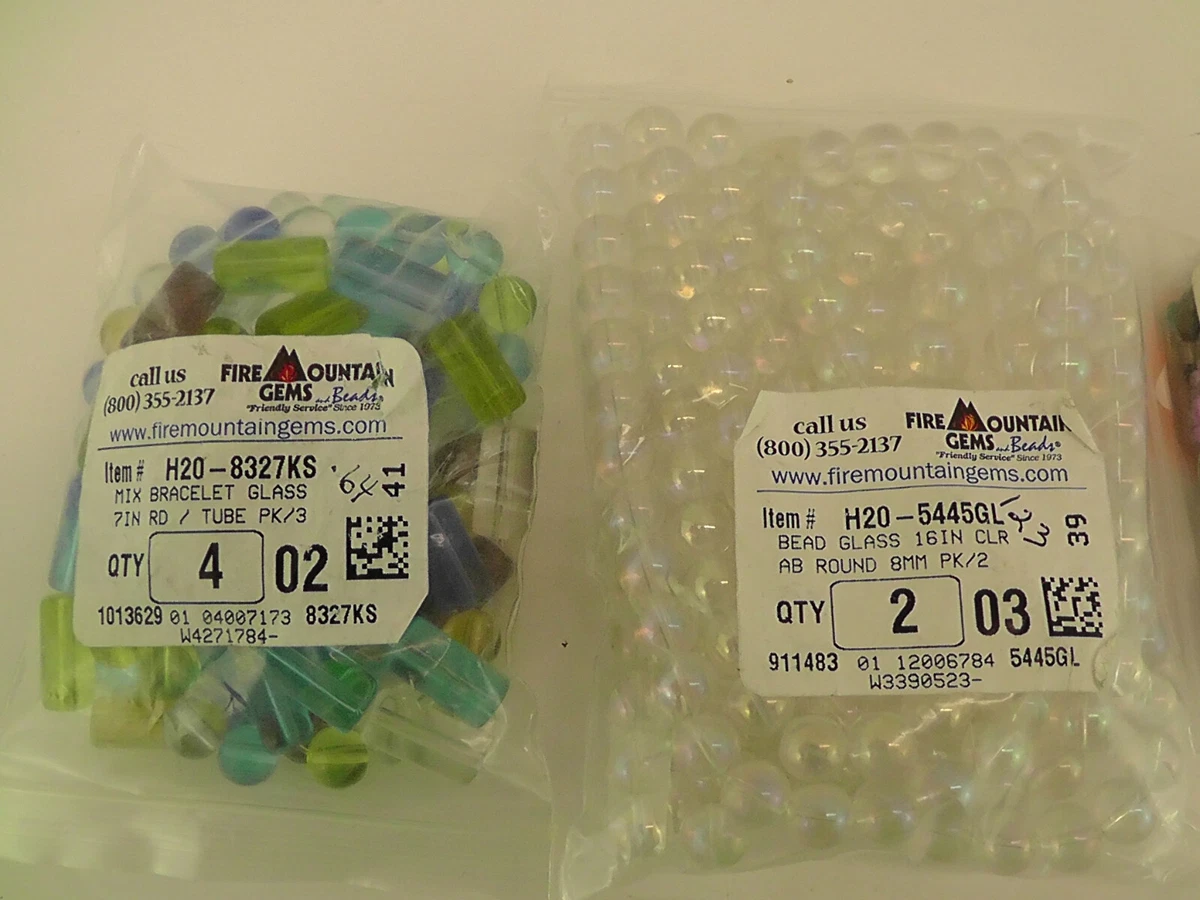 call us
(800) 355-2137
FIRE MOUNTAIN
GEMS and Beads®
"Friendly Service" Since 1973
www.firemountaingems.com
Item # H20-8327KS
41
MIX BRACELET GLASS
7IN RD / TUBE PK/3
QTY 4 02
1013629 01 04007173 8327KS
W4271784-
call us
(800) 355-2137
FIRE MOUNTAIN
GEMS and Beads®
"Friendly Service" Since 1973
www.firemountaingems.com
Item # H20-5445GL
39
BEAD GLASS 16IN CLR
AB ROUND 8MM PK/2
QTY 2 03
911483 01 12006784 5445GL
W3390523-